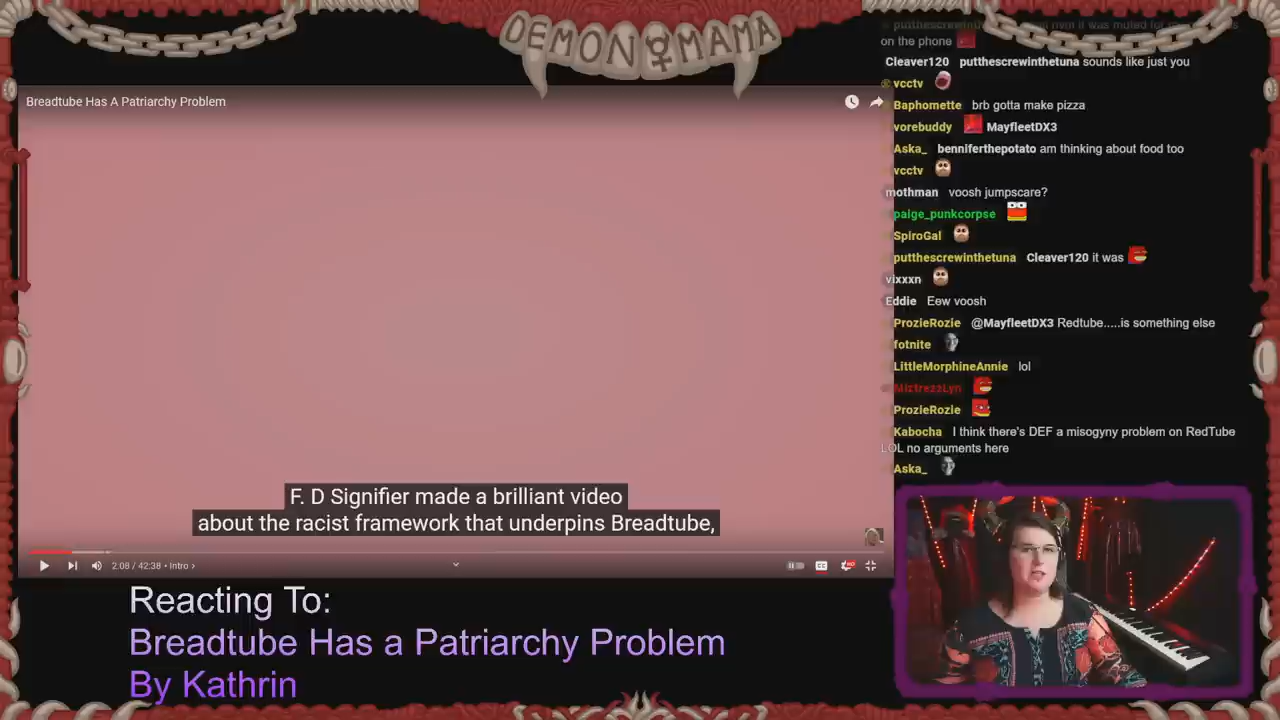 DEMON MAMA
Breadtube Has A Patriarchy Problem
F. D Signifier made a brilliant video
about the racist framework that underpins Breadtube,
2:08 / 42:38 • Intro ›
Reacting To:
Breadtube Has a Patriarchy Problem
By Kathrin
on the phone
Cleaver120 putthescrewinthetuna sounds like just you
vcctv
Baphomette brb gotta make pizza
vorebuddy MayfleetDX3
Aska_ benniferthepotato am thinking about food too
vcctv
mothman voosh jumpscare?
paige_punkcorpse
SpiroGal
putthescrewinthetuna Cleaver120 it was
vixxxn
Eddie Eew voosh
ProzieRozie @MayfleetDX3 Redtube.....is something else
fotnite
LittleMorphineAnnie lol
MiztrezzLyn
ProzieRozie
Kabocha I think there's DEF a misogyny problem on RedTube
LOL no arguments here
Aska_